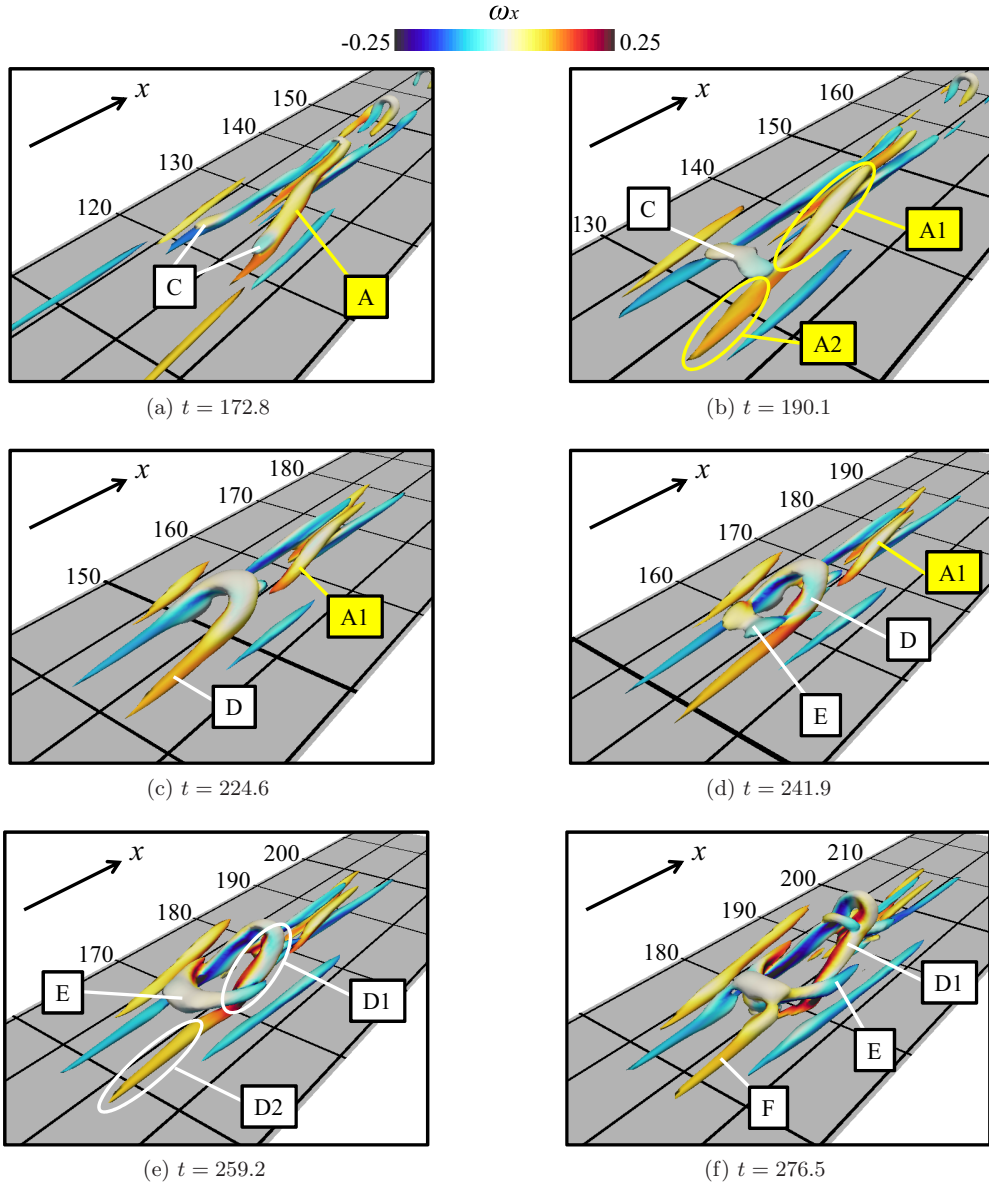 ωx
-0.25 0.25
x
150
140
130
120
C
A
(a) t = 172.8
x
160
150
140
130
C
A1
A2
(b) t = 190.1
x
180
170
160
150
A1
D
(c) t = 224.6
x
190
180
170
160
A1
D
E
(d) t = 241.9
x
200
190
180
170
E
D1
D2
(e) t = 259.2
x
210
200
190
180
D1
E
F
(f) t = 276.5